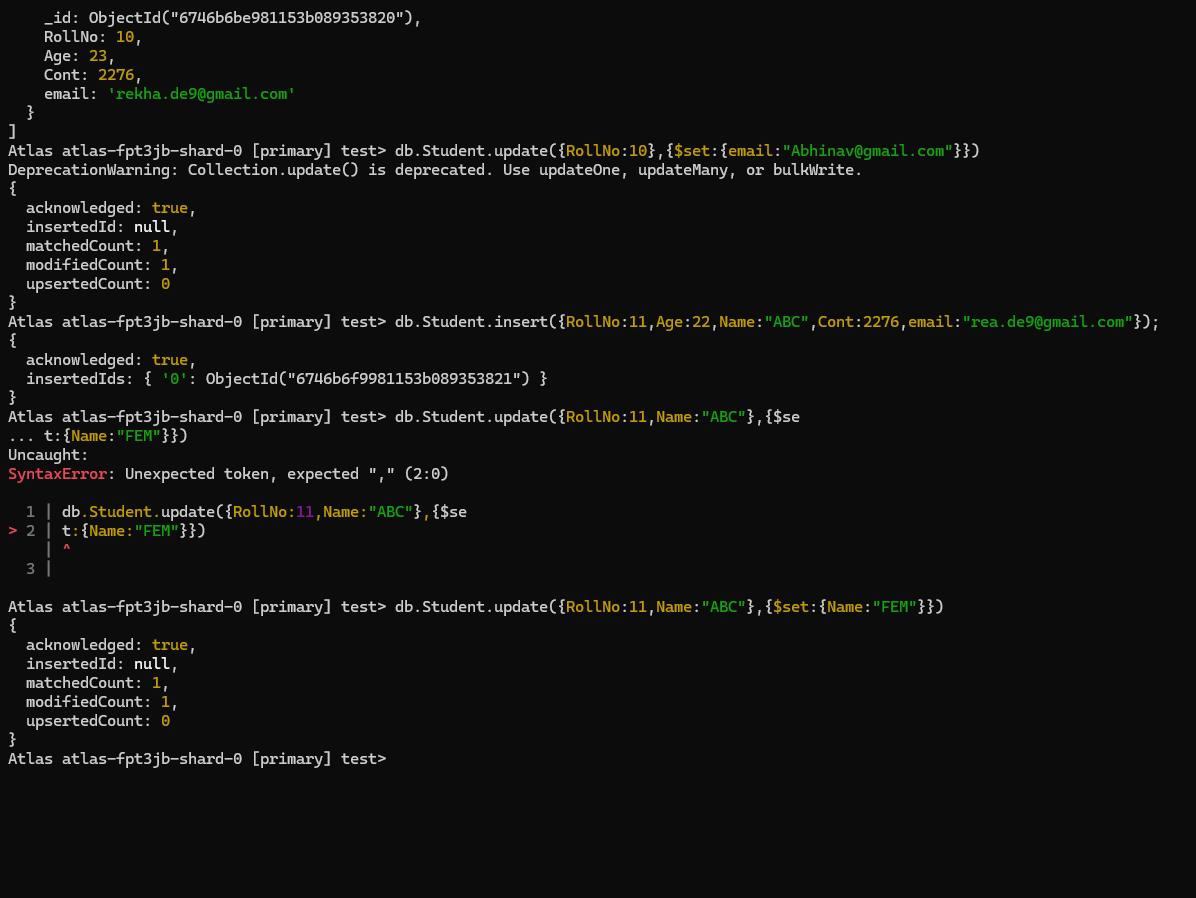 _id: ObjectId("6746b6be981153b089353820"),
    RollNo: 10,
    Age: 23,
    Cont: 2276,
    email: 'rekha.de9@gmail.com'
  }
]
Atlas atlas-fpt3jb-shard-0 [primary] test> db.Student.update({RollNo:10},{$set:{email:"Abhinav@gmail.com"}})
DeprecationWarning: Collection.update() is deprecated. Use updateOne, updateMany, or bulkWrite.
{
  acknowledged: true,
  insertedId: null,
  matchedCount: 1,
  modifiedCount: 1,
  upsertedCount: 0
}
Atlas atlas-fpt3jb-shard-0 [primary] test> db.Student.insert({RollNo:11,Age:22,Name:"ABC",Cont:2276,email:"rea.de9@gmail.com"});
{
  acknowledged: true,
  insertedIds: { '0': ObjectId("6746b6f9981153b089353821") }
}
Atlas atlas-fpt3jb-shard-0 [primary] test> db.Student.update({RollNo:11,Name:"ABC"},{$se
... t:{Name:"FEM"}})
Uncaught:
SyntaxError: Unexpected token, expected "," (2:0)

  1 | db.Student.update({RollNo:11,Name:"ABC"},{$se
> 2 | t:{Name:"FEM"}})
    | ^
  3 |

Atlas atlas-fpt3jb-shard-0 [primary] test> db.Student.update({RollNo:11,Name:"ABC"},{$set:{Name:"FEM"}})
{
  acknowledged: true,
  insertedId: null,
  matchedCount: 1,
  modifiedCount: 1,
  upsertedCount: 0
}
Atlas atlas-fpt3jb-shard-0 [primary] test>